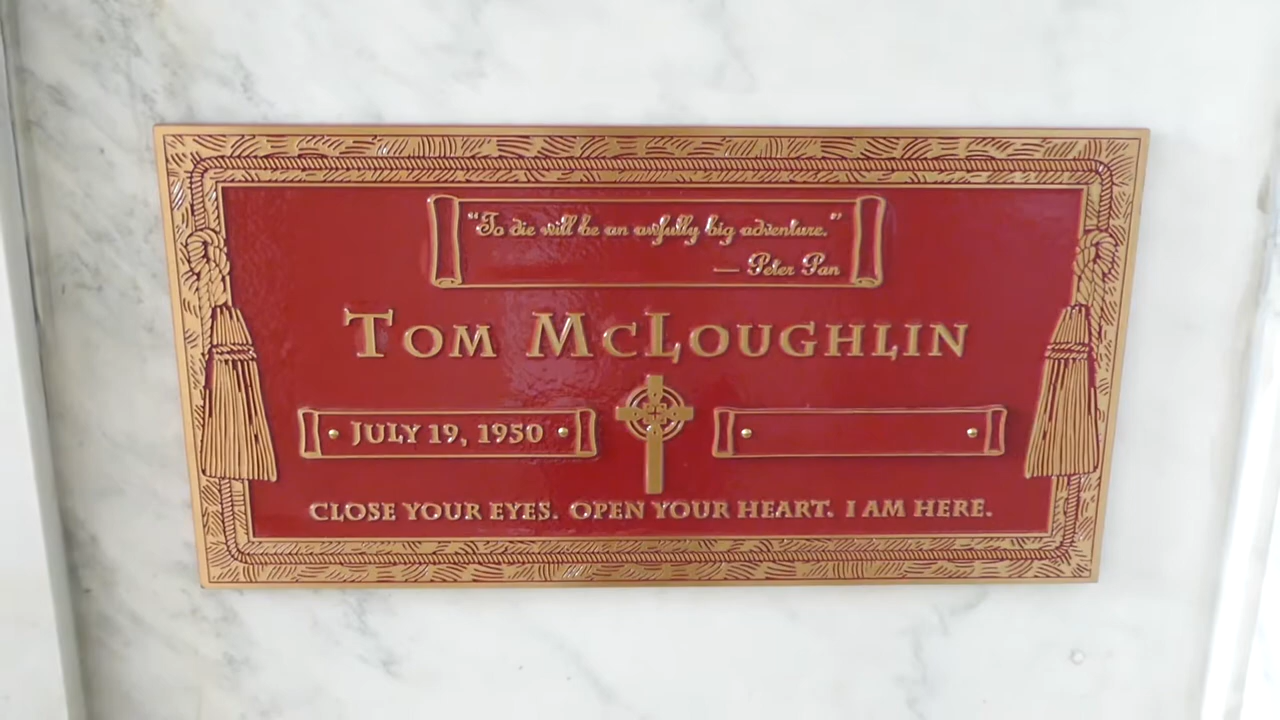 “To die will be an awfully big adventure.”
— Peter Pan
TOM MCLOUGHLIN
JULY 19, 1950
CLOSE YOUR EYES. OPEN YOUR HEART. I AM HERE.